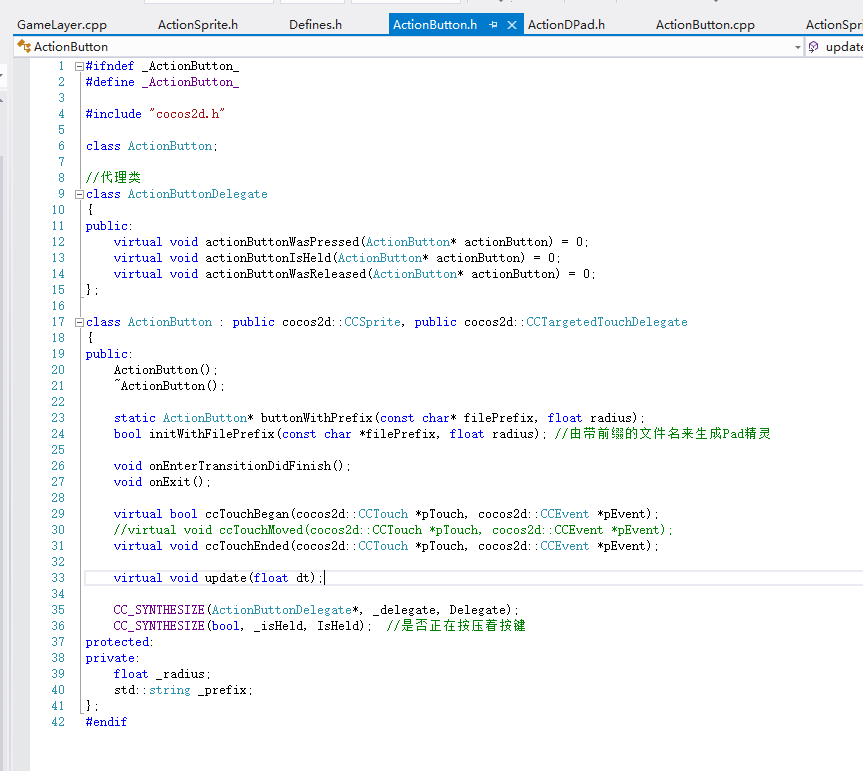 GameLayer.cpp ActionSprite.h Defines.h ActionButton.h ActionDPad.h ActionButton.cpp ActionSpri
ActionButton update
1 #ifndef _ActionButton_
2 #define _ActionButton_
3
4 #include "cocos2d.h"
5
6 class ActionButton;
7
8 //代理类
9 class ActionButtonDelegate
10 {
11 public:
12 virtual void actionButtonWasPressed(ActionButton* actionButton) = 0;
13 virtual void actionButtonIsHeld(ActionButton* actionButton) = 0;
14 virtual void actionButtonWasReleased(ActionButton* actionButton) = 0;
15 };
16
17 class ActionButton : public cocos2d::CCSprite, public cocos2d::CCTargetedTouchDelegate
18 {
19 public:
20 ActionButton();
21 ~ActionButton();
22
23 static ActionButton* buttonWithPrefix(const char* filePrefix, float radius);
24 bool initWithFilePrefix(const char *filePrefix, float radius); //由带前缀的文件名来生成Pad精灵
25
26 void onEnterTransitionDidFinish();
27 void onExit();
28
29 virtual bool ccTouchBegan(cocos2d::CCTouch *pTouch, cocos2d::CCEvent *pEvent);
30 //virtual void ccTouchMoved(cocos2d::CCTouch *pTouch, cocos2d::CCEvent *pEvent);
31 virtual void ccTouchEnded(cocos2d::CCTouch *pTouch, cocos2d::CCEvent *pEvent);
32
33 virtual void update(float dt);
34
35 CC_SYNTHESIZE(ActionButtonDelegate*, _delegate, Delegate);
36 CC_SYNTHESIZE(bool, _isHeld, IsHeld); //是否正在按压着按键
37 protected:
38 private:
39 float _radius;
40 std::string _prefix;
41 };
42 #endif